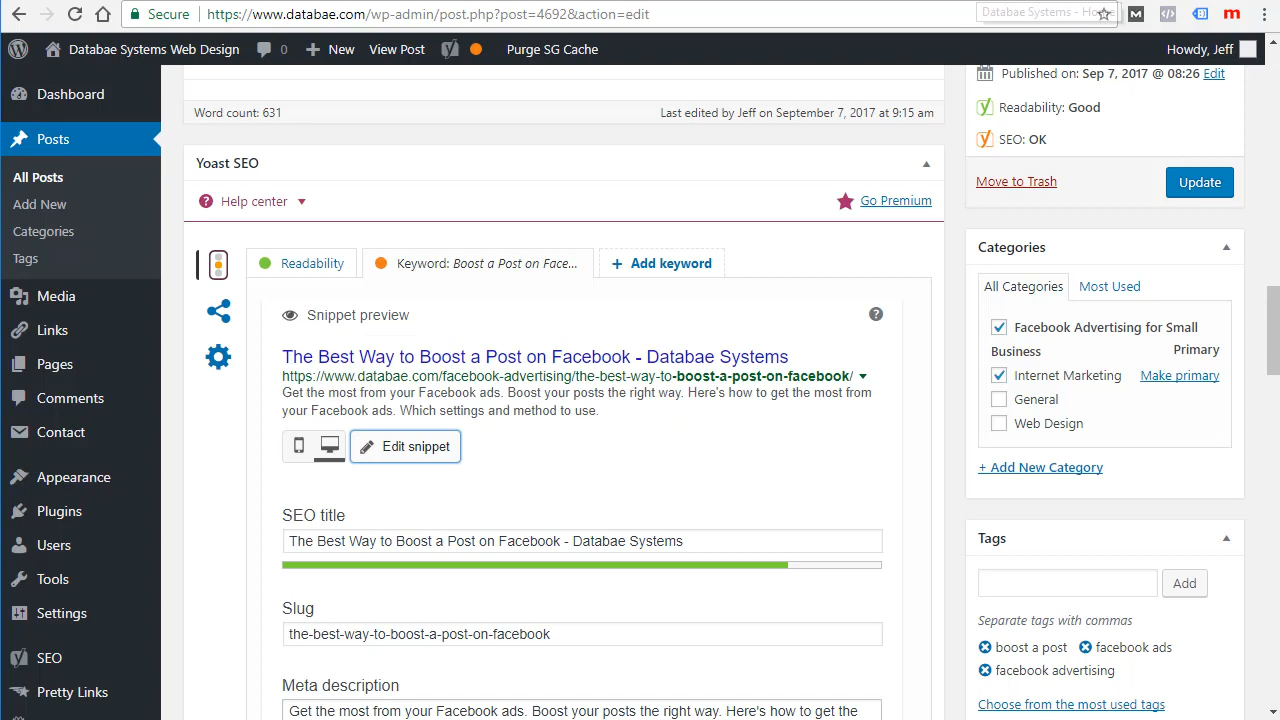 Secure
https://www.databae.com/wp-admin/post.php?post=4692&action=edit
Databae Systems - Home
Databae Systems Web Design
0
New
View Post
Purge SG Cache
Howdy, Jeff
Dashboard
Posts
All Posts
Add New
Categories
Tags
Media
Links
Pages
Comments
Contact
Appearance
Plugins
Users
Tools
Settings
SEO
Pretty Links
Word count: 631
Last edited by Jeff on September 7, 2017 at 9:15 am
Yoast SEO
Help center
Go Premium
Readability
Keyword: Boost a Post on Face...
+ Add keyword
Snippet preview
?
The Best Way to Boost a Post on Facebook - Databae Systems
https://www.databae.com/facebook-advertising/the-best-way-to-boost-a-post-on-facebook/
Get the most from your Facebook ads. Boost your posts the right way. Here's how to get the most from
your Facebook ads. Which settings and method to use.
Edit snippet
SEO title
The Best Way to Boost a Post on Facebook - Databae Systems
Slug
the-best-way-to-boost-a-post-on-facebook
Meta description
Get the most from your Facebook ads. Boost your posts the right way. Here's how to get the
Published on: Sep 7, 2017 @ 08:26 Edit
Readability: Good
SEO: OK
Move to Trash
Update
Categories
All Categories
Most Used
Facebook Advertising for Small
Business
Primary
Internet Marketing
Make primary
General
Web Design
+ Add New Category
Tags
Add
Separate tags with commas
boost a post
facebook ads
facebook advertising
Choose from the most used tags